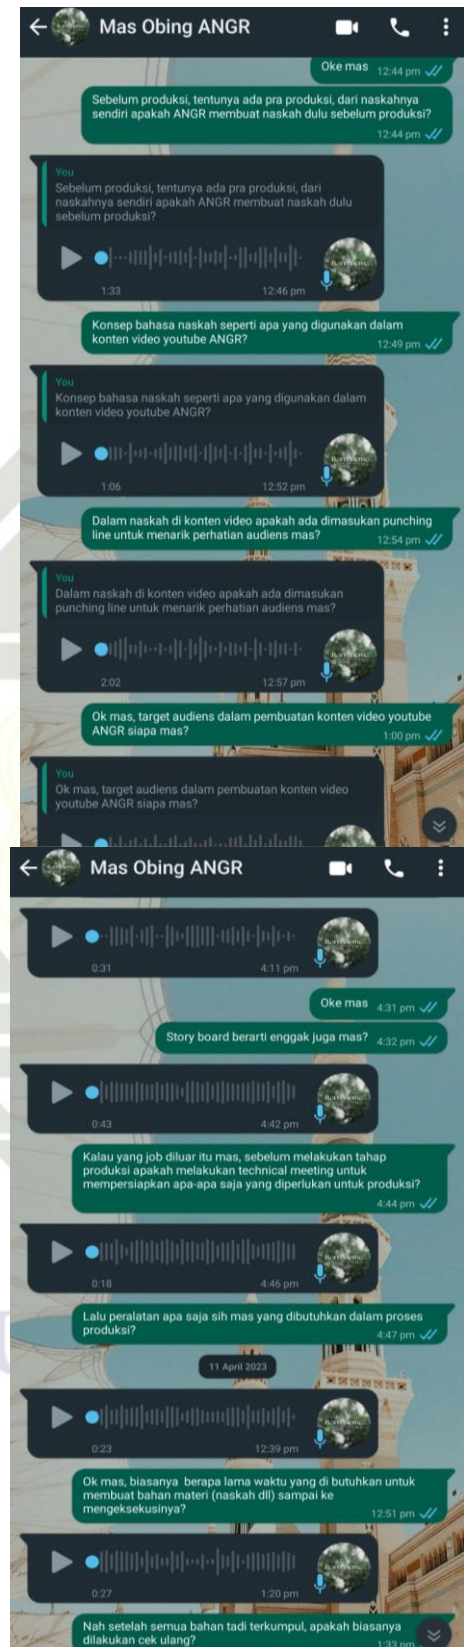 Mas Obing ANGR
Oke mas 12:44 pm
Sebelum produksi, tentunya ada pra produksi, dari naskahnya
sendiri apakah ANGR membuat naskah dulu sebelum produksi?
12:44 pm
You
Sebelum produksi, tentunya ada pra produksi, dari
naskahnya sendiri apakah ANGR membuat naskah dulu
sebelum produksi?
1:33 12:46 pm
Konsep bahasa naskah seperti apa yang digunakan dalam
konten video youtube ANGR?
12:49 pm
You
Konsep bahasa naskah seperti apa yang digunakan dalam
konten video youtube ANGR?
1:06 12:52 pm
Dalam naskah di konten video apakah ada dimasukan punching
line untuk menarik perhatian audiens mas?
12:54 pm
You
Dalam naskah di konten video apakah ada dimasukan
punching line untuk menarik perhatian audiens mas?
2:02 12:57 pm
Ok mas, target audiens dalam pembuatan konten video youtube
ANGR siapa mas?
1:00 pm
You
Ok mas, target audiens dalam pembuatan konten video
youtube ANGR siapa mas?
Mas Obing ANGR
0:31 4:11 pm
Oke mas 4:31 pm
Story board berarti enggak juga mas? 4:32 pm
0:43 4:42 pm
Kalau yang job diluar itu mas, sebelum melakukan tahap
produksi apakah melakukan technical meeting untuk
mempersiapkan apa-apa saja yang diperlukan untuk produksi?
4:44 pm
0:18 4:46 pm
Lalu peralatan apa saja sih mas yang dibutuhkan dalam proses
produksi?
4:47 pm
11 April 2023
0:23 12:39 pm
Ok mas, biasanya berapa lama waktu yang di butuhkan untuk
membuat bahan materi (naskah dll) sampai ke
mengeksekusinya?
12:51 pm
0:27 1:20 pm
Nah setelah semua bahan tadi terkumpul, apakah biasanya
dilakukan cek ulang?
1:33 pm